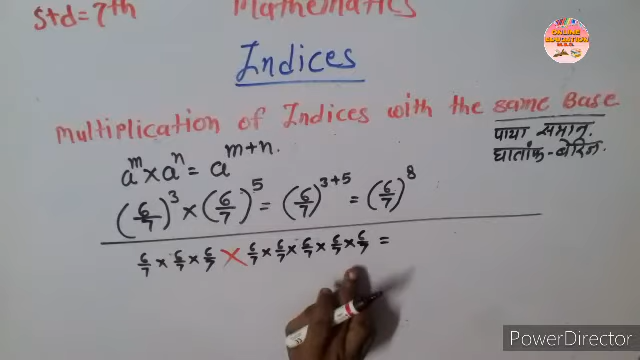 Std = 7th
Mathematics
ONLINE
EDUCATION
Indices
Multiplication of Indices with the same Base
पाया समान.
घातांक - बेरिज.
a^m × a^n = a^{m+n}.
(6/7)^3 × (6/7)^5 = (6/7)^{3+5} = (6/7)^8
6/7 × 6/7 × 6/7 × 6/7 × 6/7 × 6/7 × 6/7 × 6/7 =
PowerDirector